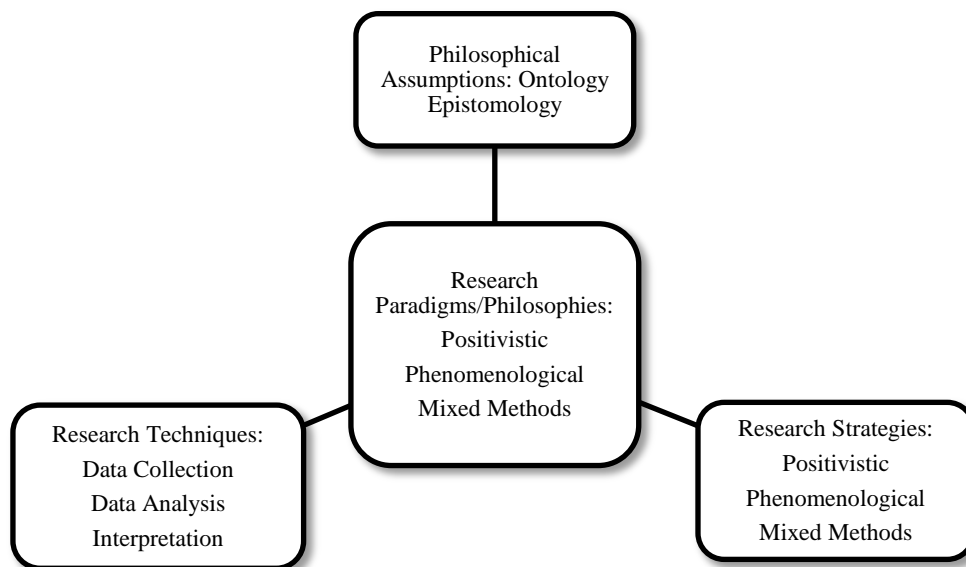 Philosophical
Assumptions: Ontology
Epistomology
Research
Paradigms/Philosophies:
Positivistic
Phenomenological
Mixed Methods
Research Techniques:
Data Collection
Data Analysis
Interpretation
Research Strategies:
Positivistic
Phenomenological
Mixed Methods